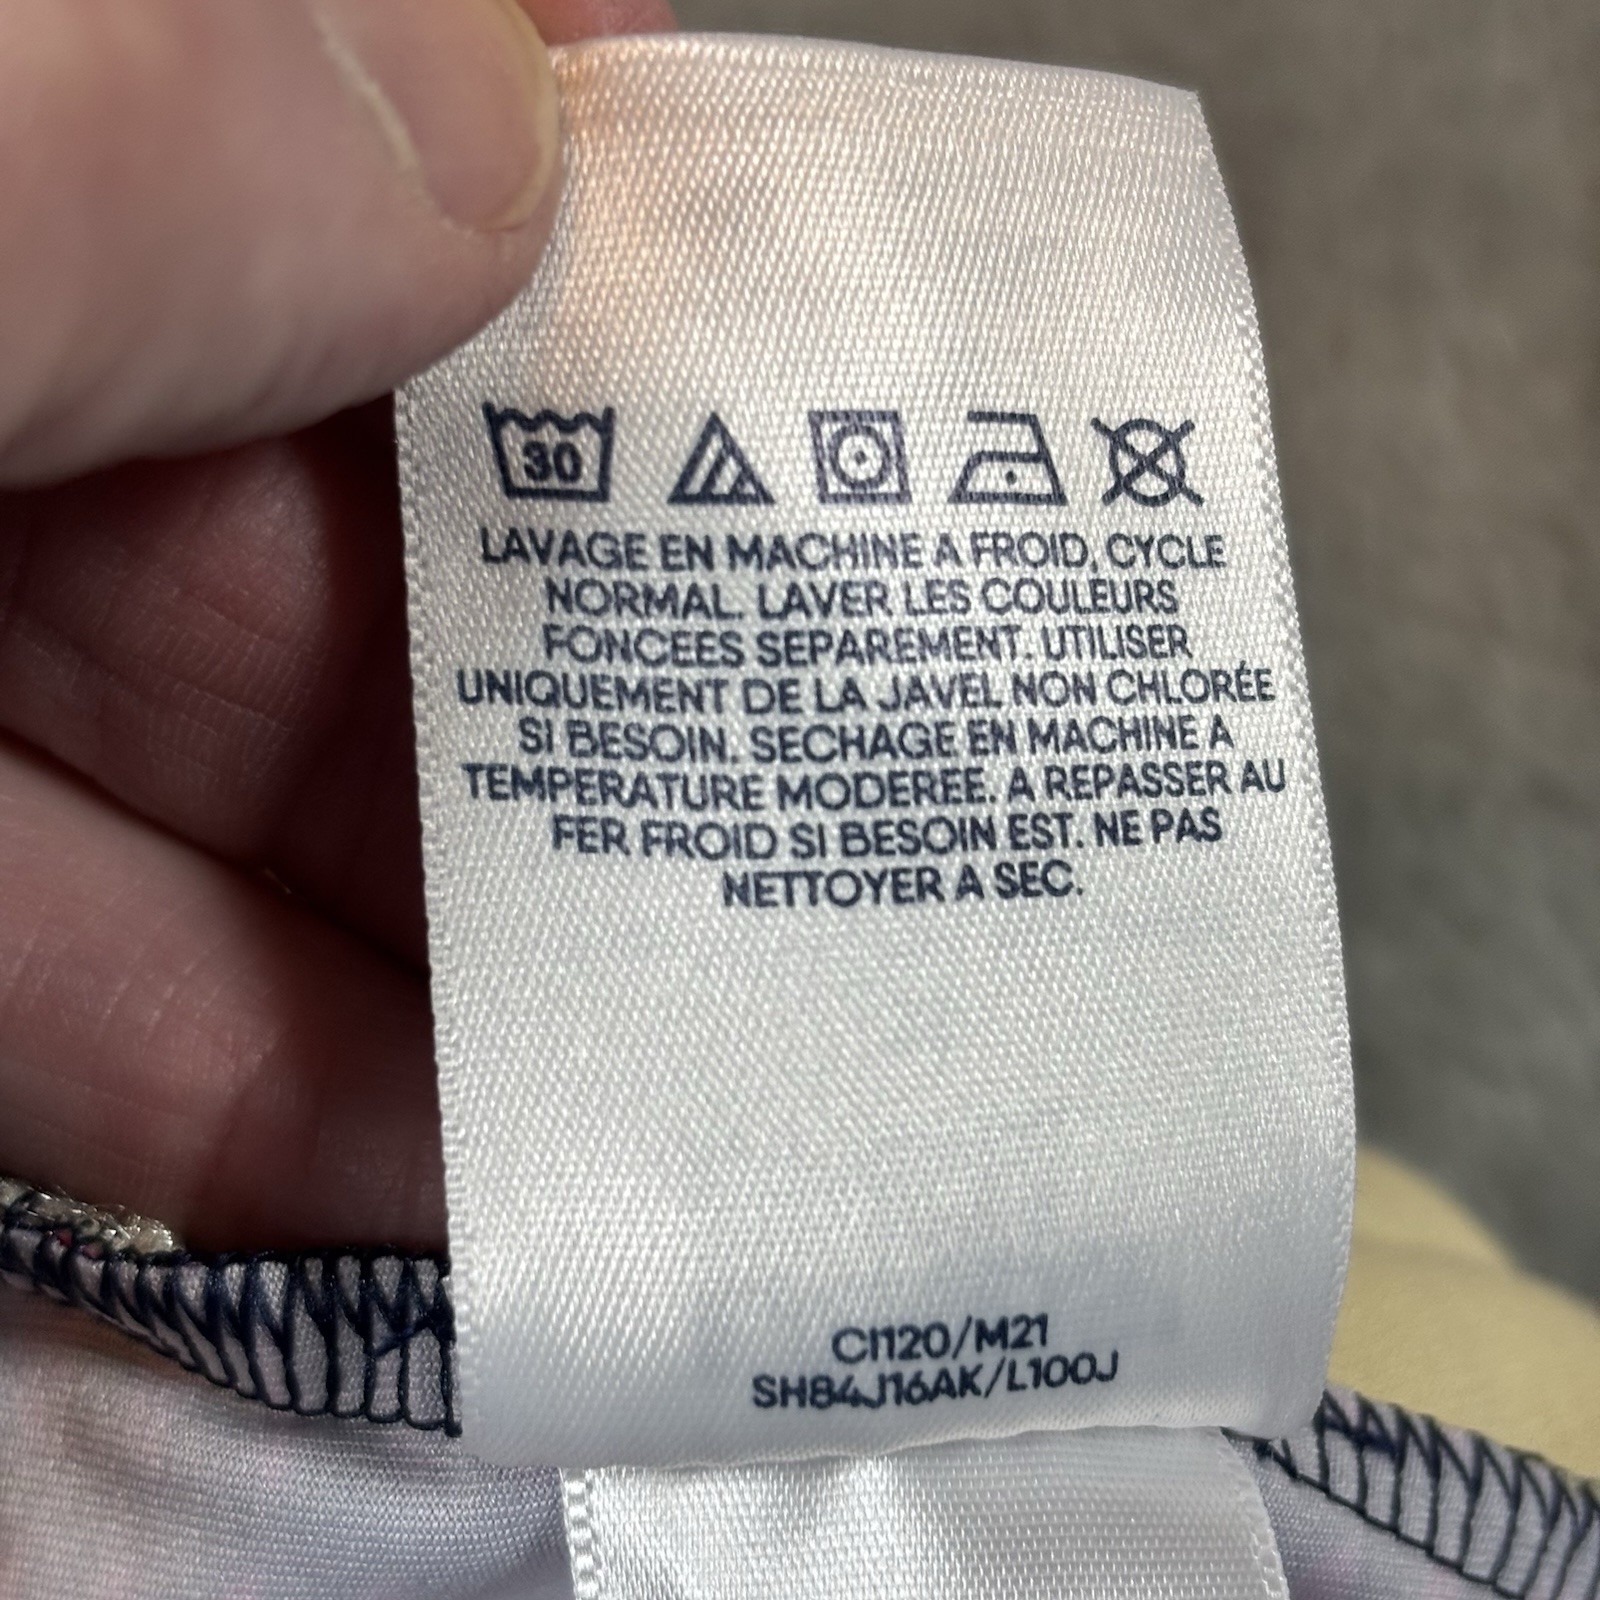 30
LAVAGE EN MACHINE A FROID, CYCLE
NORMAL. LAVER LES COULEURS
FONCEES SEPAREMENT. UTILISER
UNIQUEMENT DE LA JAVEL NON CHLORÉE
SI BESOIN. SECHAGE EN MACHINE A
TEMPERATURE MODEREE. A REPASSER AU
FER FROID SI BESOIN EST. NE PAS
NETTOYER A SEC.
CI120/M21
SH84J16AK/L100J